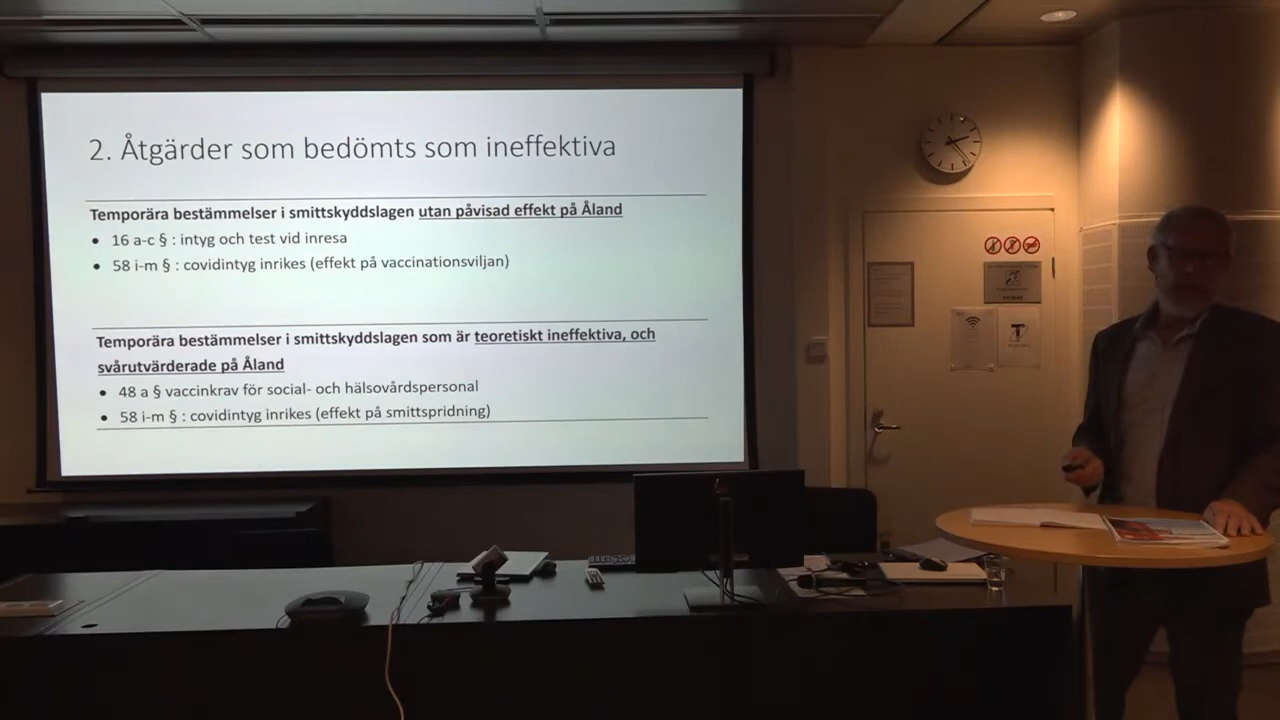 2. Åtgärder som bedömts som ineffektiva
Temporära bestämmelser i smittskyddslagen utan påvisad effekt på Åland
• 16 a-c § : intyg och test vid inresa
• 58 i-m § : covidintyg inrikes (effekt på vaccinationsviljan)
Temporära bestämmelser i smittskyddslagen som är teoretiskt ineffektiva, och
svårutvärderade på Åland
• 48 a § vaccinkrav för social- och hälsovårdspersonal
• 58 i-m § : covidintyg inrikes (effekt på smittspridning)
T